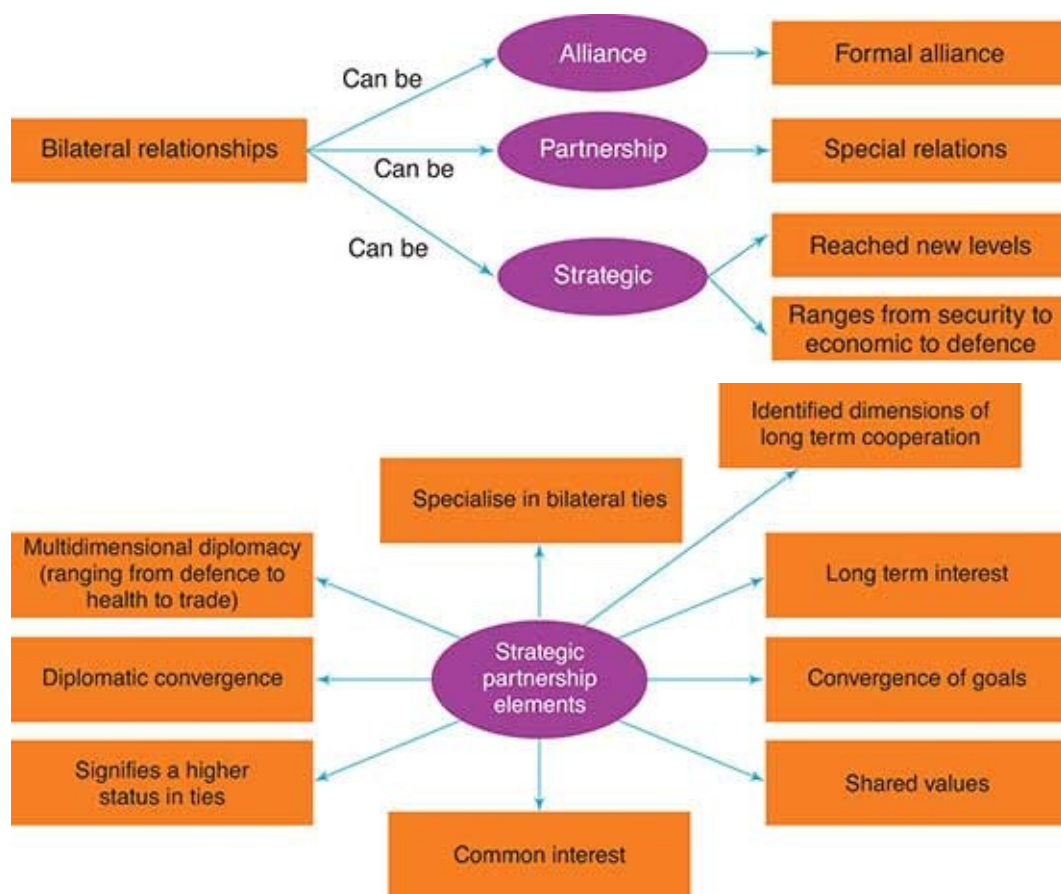 Bilateral relationships
Can be
Alliance
Formal alliance
Can be
Partnership
Special relations
Can be
Strategic
Reached new levels
Ranges from security to
economic to defence
Identified dimensions of
long term cooperation
Specialise in bilateral ties
Multidimensional diplomacy
(ranging from defence to
health to trade)
Long term interest
Strategic
partnership
elements
Diplomatic convergence
Convergence of goals
Signifies a higher
status in ties
Shared values
Common interest